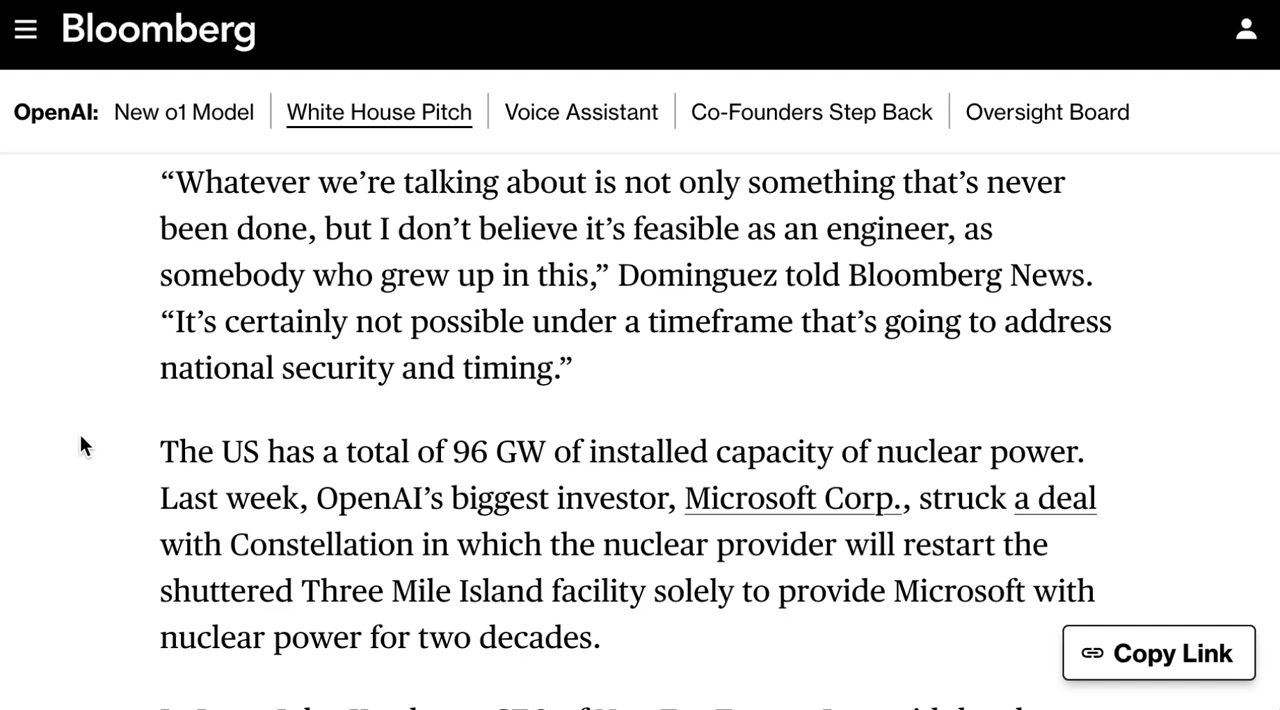 Bloomberg
OpenAI: New o1 Model White House Pitch Voice Assistant Co-Founders Step Back Oversight Board
“Whatever we’re talking about is not only something that’s never
been done, but I don’t believe it’s feasible as an engineer, as
somebody who grew up in this,” Dominguez told Bloomberg News.
“It’s certainly not possible under a timeframe that’s going to address
national security and timing.”
The US has a total of 96 GW of installed capacity of nuclear power.
Last week, OpenAI’s biggest investor, Microsoft Corp., struck a deal
with Constellation in which the nuclear provider will restart the
shuttered Three Mile Island facility solely to provide Microsoft with
nuclear power for two decades.
Copy Link